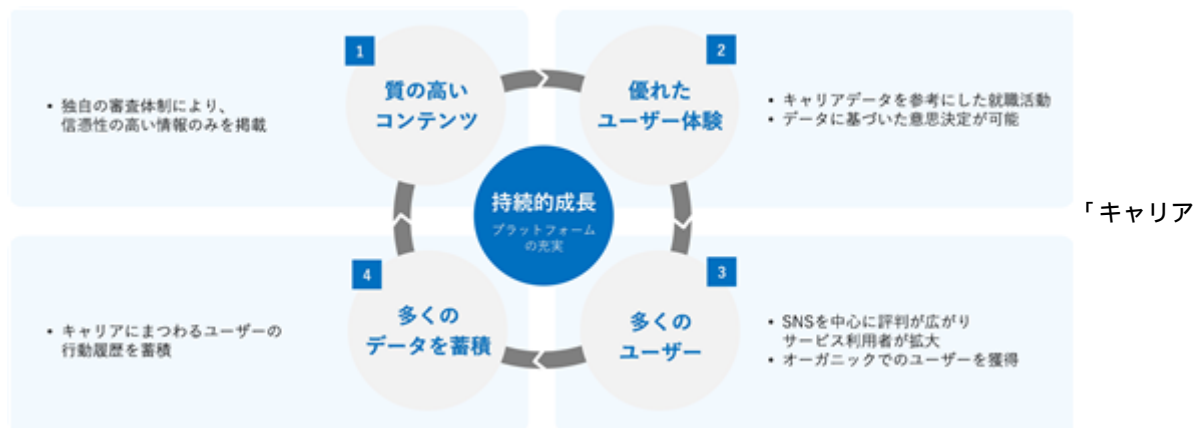 1
質の高い
コンテンツ
• 独自の審査体制により、
信憑性の高い情報のみを掲載
2
優れた
ユーザー体験
• キャリアデータを参考にした就職活動
• データに基づいた意思決定が可能
持続的成長
プラットフォーム
の充実
「キャリア
3
多くの
ユーザー
• SNSを中心に評判が広がり
サービス利用者が拡大
• オーガニックでのユーザーを獲得
4
多くの
データを蓄積
• キャリアにまつわるユーザーの
行動履歴を蓄積